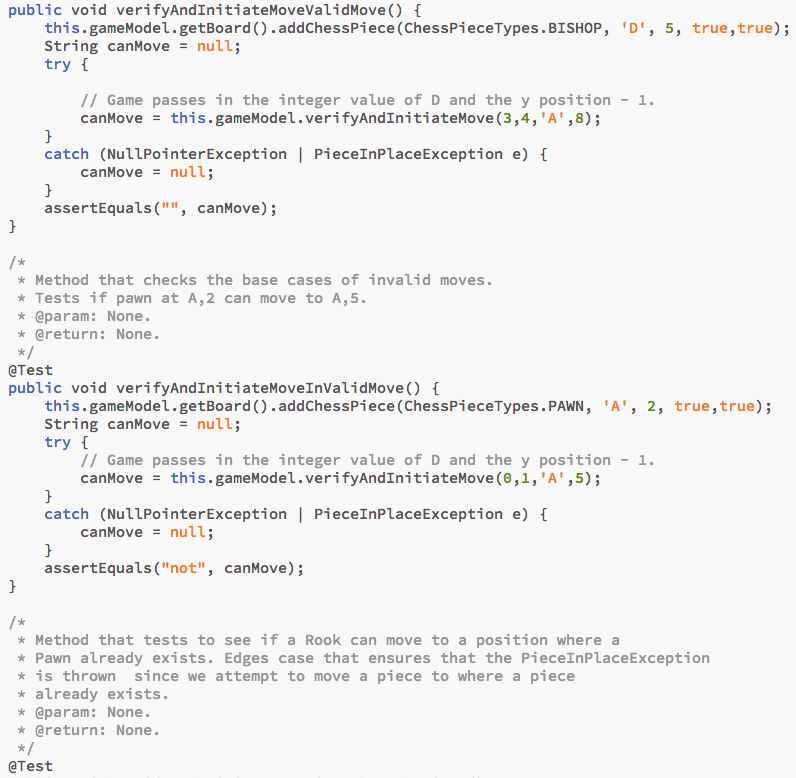 public void verifyAndInitiateMoveValidMove() {
    this.gameModel.getBoard().addChessPiece(ChessPieceTypes.BISHOP, 'D', 5, true,true);
    String canMove = null;
    try {

        // Game passes in the integer value of D and the y position - 1.
        canMove = this.gameModel.verifyAndInitiateMove(3,4,'A',8);
    }
    catch (NullPointerException | PieceInPlaceException e) {
        canMove = null;
    }
    assertEquals("", canMove);
}

/*
 * Method that checks the base cases of invalid moves.
 * Tests if pawn at A,2 can move to A,5.
 * @param: None.
 * @return: None.
 */
@Test
public void verifyAndInitiateMoveInValidMove() {
    this.gameModel.getBoard().addChessPiece(ChessPieceTypes.PAWN, 'A', 2, true,true);
    String canMove = null;
    try {
        // Game passes in the integer value of D and the y position - 1.
        canMove = this.gameModel.verifyAndInitiateMove(0,1,'A',5);
    }
    catch (NullPointerException | PieceInPlaceException e) {
        canMove = null;
    }
    assertEquals("not", canMove);
}

/*
 * Method that tests to see if a Rook can move to a position where a
 * Pawn already exists. Edges case that ensures that the PieceInPlaceException
 * is thrown  since we attempt to move a piece to where a piece
 * already exists.
 * @param: None.
 * @return: None.
 */
@Test